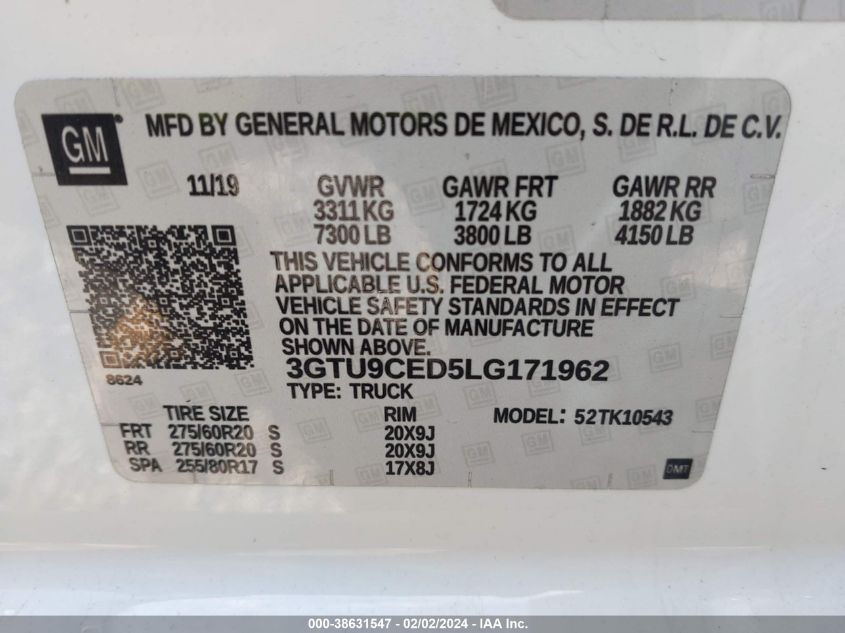 GM
MFD BY GENERAL MOTORS DE MEXICO, S. DE R.L. DE C.V.
11/19 GVWR GAWR FRT GAWR RR
3311 KG 1724 KG 1882 KG
7300 LB 3800 LB 4150 LB
THIS VEHICLE CONFORMS TO ALL
APPLICABLE U.S. FEDERAL MOTOR
VEHICLE SAFETY STANDARDS IN EFFECT
ON THE DATE OF MANUFACTURE
SHOWN ABOVE.
8624
3GTU9CED5LG171962
TYPE: TRUCK
TIRE SIZE RIM MODEL: 52TK10543
FRT 275/60R20 S 20X9J
RR 275/60R20 S 20X9J
SPA 255/80R17 S 17X8J
DMT
000-38631547 - 02/02/2024 - IAA Inc.